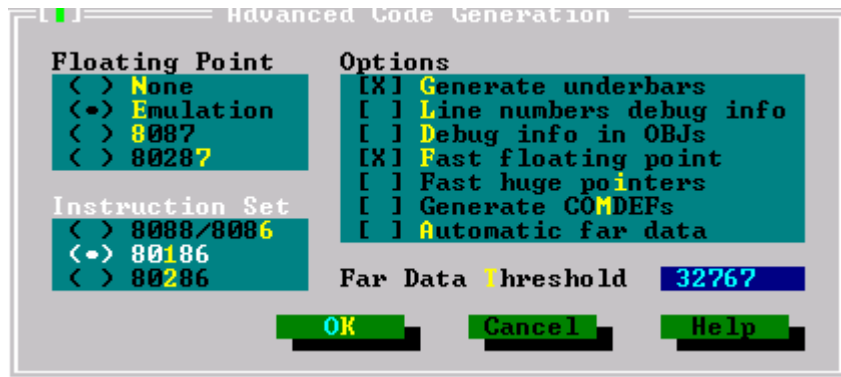 Advanced Code Generation
Floating Point
( ) None
(•) Emulation
( ) 8087
( ) 80287
Instruction Set
( ) 8088/8086
(•) 80186
( ) 80286
Options
[X] Generate underbars
[ ] Line numbers debug info
[ ] Debug info in OBJs
[X] Fast floating point
[ ] Fast huge pointers
[ ] Generate COMDEFs
[ ] Automatic far data
Far Data Threshold 32767
OK Cancel Help